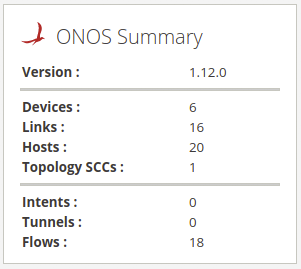 ONOS Summary
Version : 1.12.0
Devices : 6
Links : 16
Hosts : 20
Topology SCCs : 1
Intents : 0
Tunnels : 0
Flows : 18